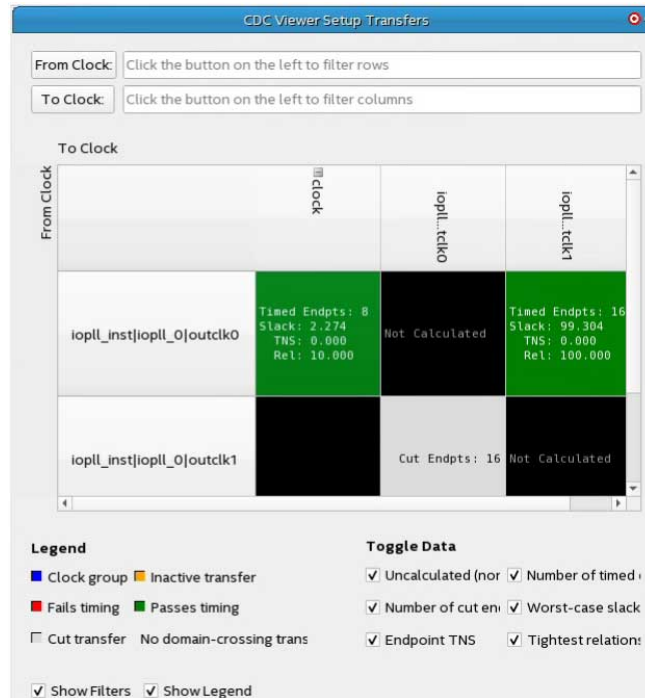 CDC Viewer Setup Transfers
From Clock: Click the button on the left to filter rows
To Clock: Click the button on the left to filter columns
To Clock
From Clock
clock
iopll...tclk0
iopll...tclk1
iopll_inst|iopll_0|outclk0
Timed Endpts: 8
Slack: 2.274
TNS: 0.000
Rel: 10.000
Not Calculated
Timed Endpts: 16
Slack: 99.304
TNS: 0.000
Rel: 100.000
iopll_inst|iopll_0|outclk1
Cut Endpts: 16
Not Calculated
Legend
Clock group Inactive transfer
Fails timing Passes timing
Cut transfer No domain-crossing trans
Toggle Data
Uncalculated (nor Number of timed
Number of cut en Worst-case slack
Endpoint TNS Tightest relations
Show Filters Show Legend